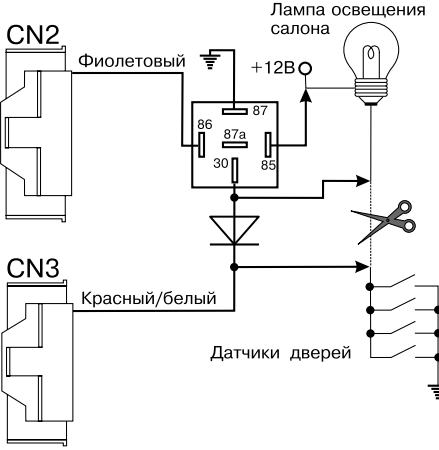 Лампа освещения
салона
CN2
Фиолетовый
+12В
87
86
87а
30
85
CN3
Красный/белый
Датчики дверей